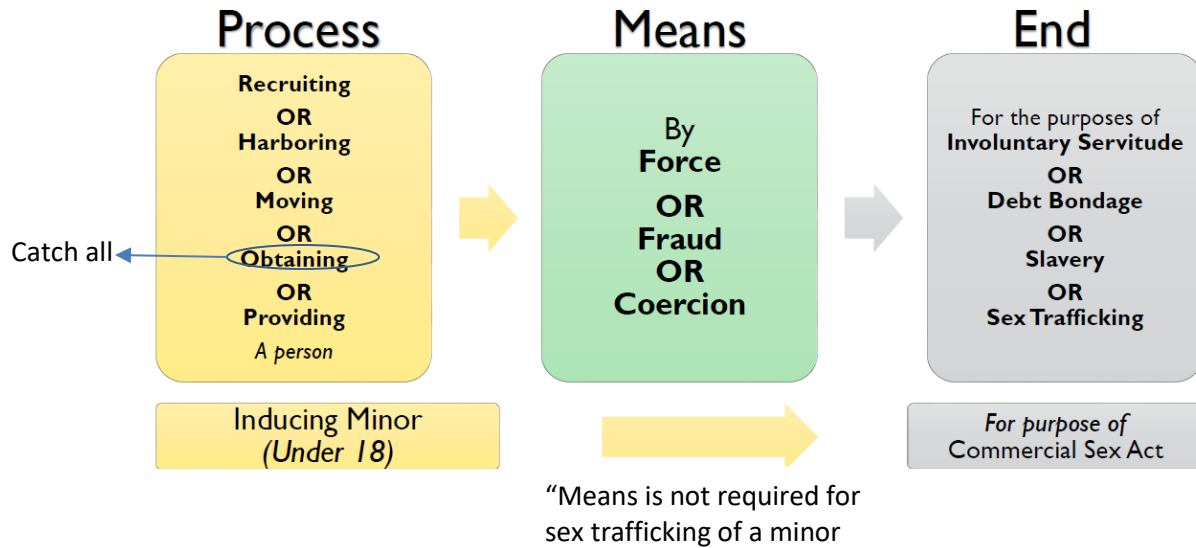 Process
Recruiting
OR
Harboring
OR
Moving
OR
Obtaining
OR
Providing
A person
Catch all
Means
By
Force
OR
Fraud
OR
Coercion
End
For the purposes of
Involuntary Servitude
OR
Debt Bondage
OR
Slavery
OR
Sex Trafficking
Inducing Minor
(Under 18)
For purpose of
Commercial Sex Act
“Means is not required for
sex trafficking of a minor